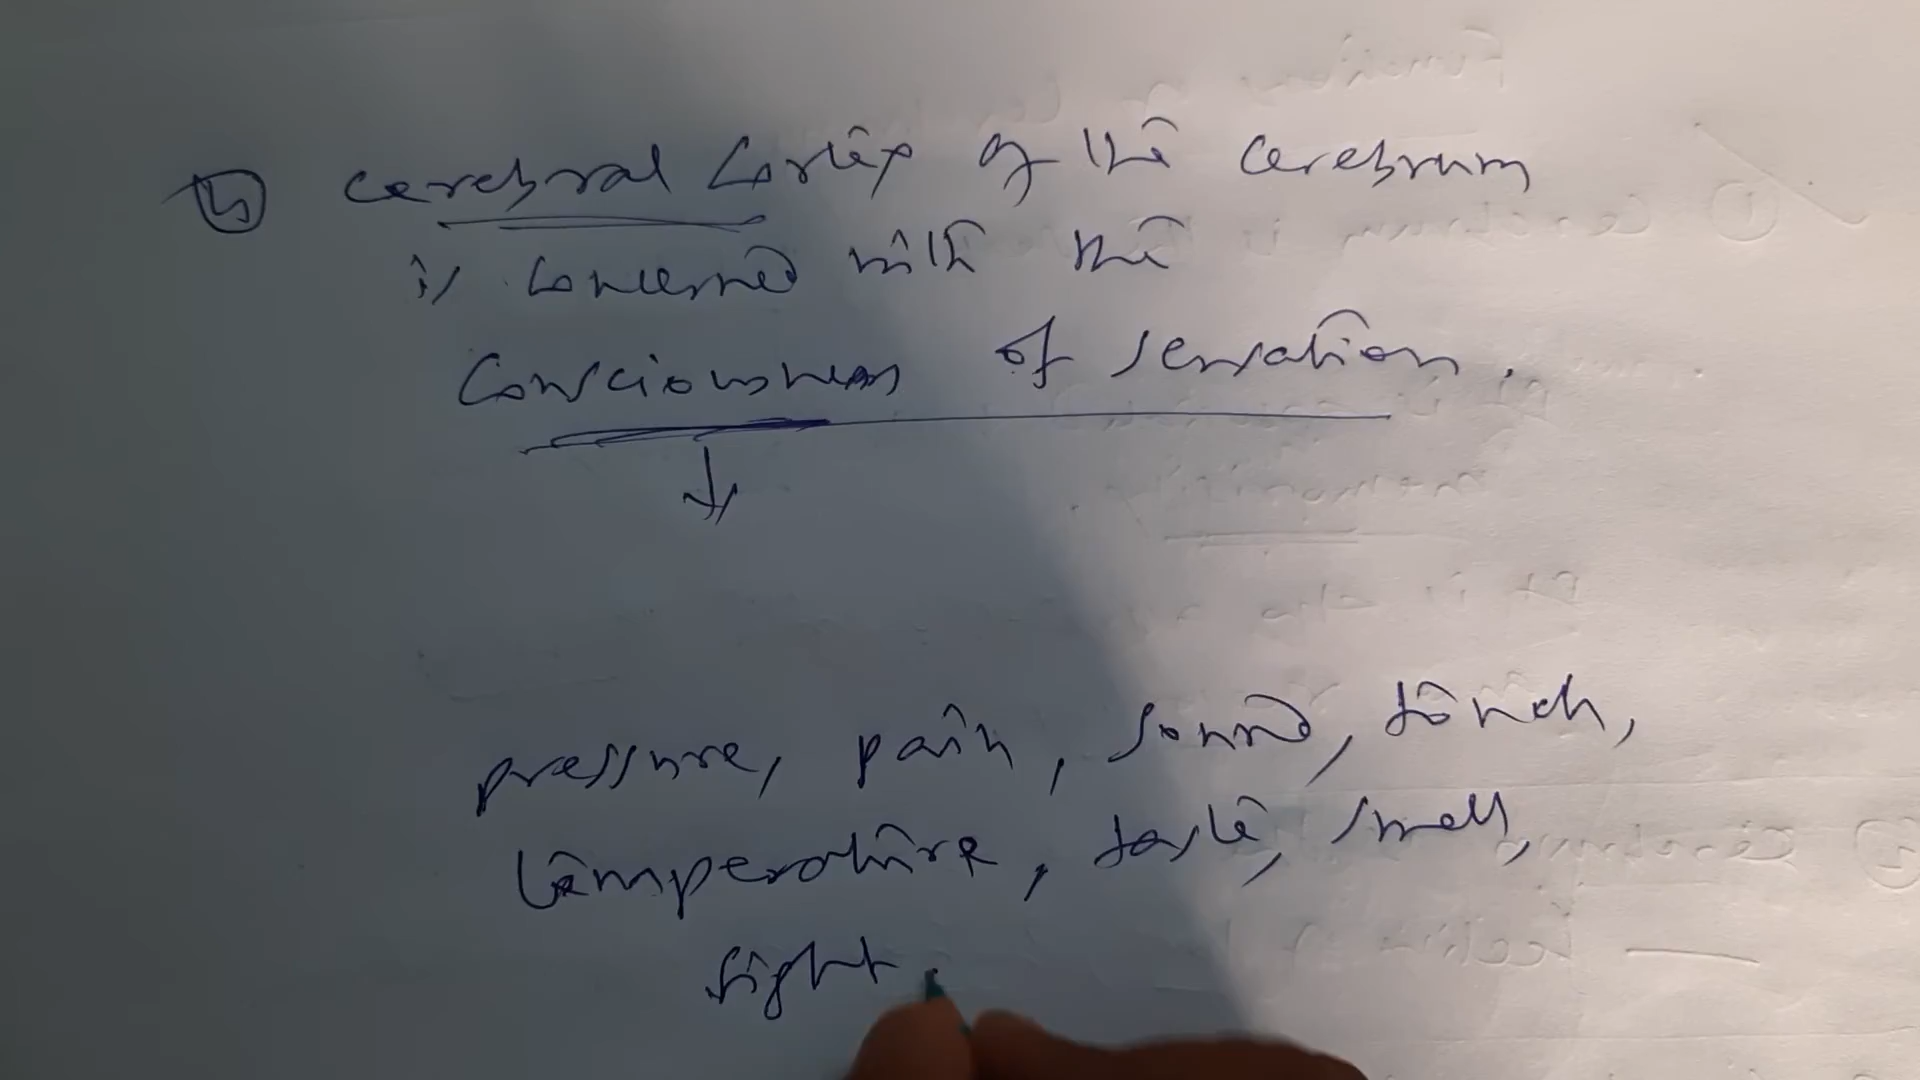 5 Cerebral Cortex of the Cerebrum
is concerned with the
Consciousness of sensation.
pressure, pain, sound, touch,
temperature, taste, smell,
sight.